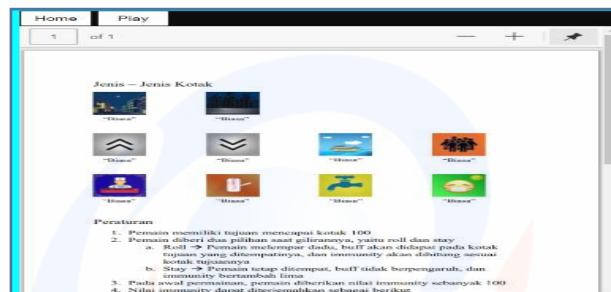 Home Play
1 of 1
Jenis – Jenis Kotak
"Biasa" "Biasa"
"Biasa" "Biasa" "Biasa" "Biasa"
"Biasa" "Biasa" "Biasa" "Biasa"
Peraturan
1. Pemain memiliki tujuan mencapai kotak 100
2. Pemain diberi dua pilihan saat gilirannya, yaitu roll dan stay
a. Roll → Pemain melempar dadu, buff akan didapat pada kotak
tujuan yang ditempatinya, dan immunity akan dihitung sesuai
kotak tujuannya
b. Stay → Pemain tetap ditempat, buff tidak berpengaruh, dan
immunity bertambah lima
3. Pada awal permainan, pemain diberikan nilai immunity sebanyak 100
4. Nilai immunity dapat diterjemahkan sebagai berikut